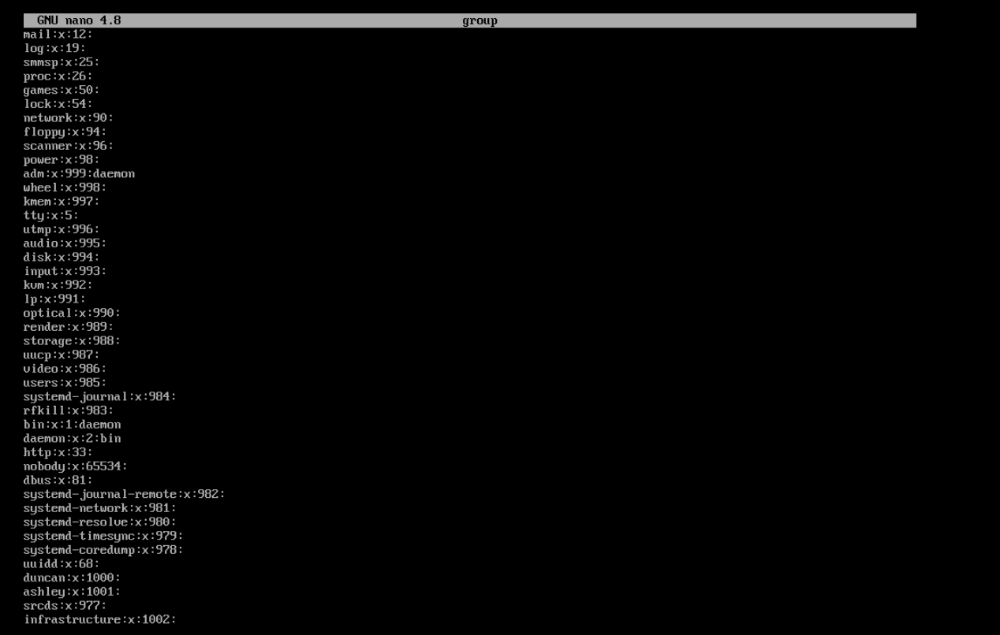 GNU nano 4.8 group
mail:x:12:
log:x:19:
smmsp:x:25:
proc:x:26:
games:x:50:
lock:x:54:
network:x:90:
floppy:x:94:
scanner:x:96:
power:x:98:
adm:x:999:daemon
wheel:x:998:
kmem:x:997:
tty:x:5:
utmp:x:996:
audio:x:995:
disk:x:994:
input:x:993:
kvm:x:992:
lp:x:991:
optical:x:990:
render:x:989:
storage:x:988:
uucp:x:987:
video:x:986:
users:x:985:
systemd-journal:x:984:
rfkill:x:983:
bin:x:1:daemon
daemon:x:2:bin
http:x:33:
nobody:x:65534:
dbus:x:81:
systemd-journal-remote:x:982:
systemd-network:x:981:
systemd-resolve:x:980:
systemd-timesync:x:979:
systemd-coredump:x:978:
uuidd:x:68:
duncan:x:1000:
ashley:x:1001:
srcds:x:977:
infrastructure:x:1002: